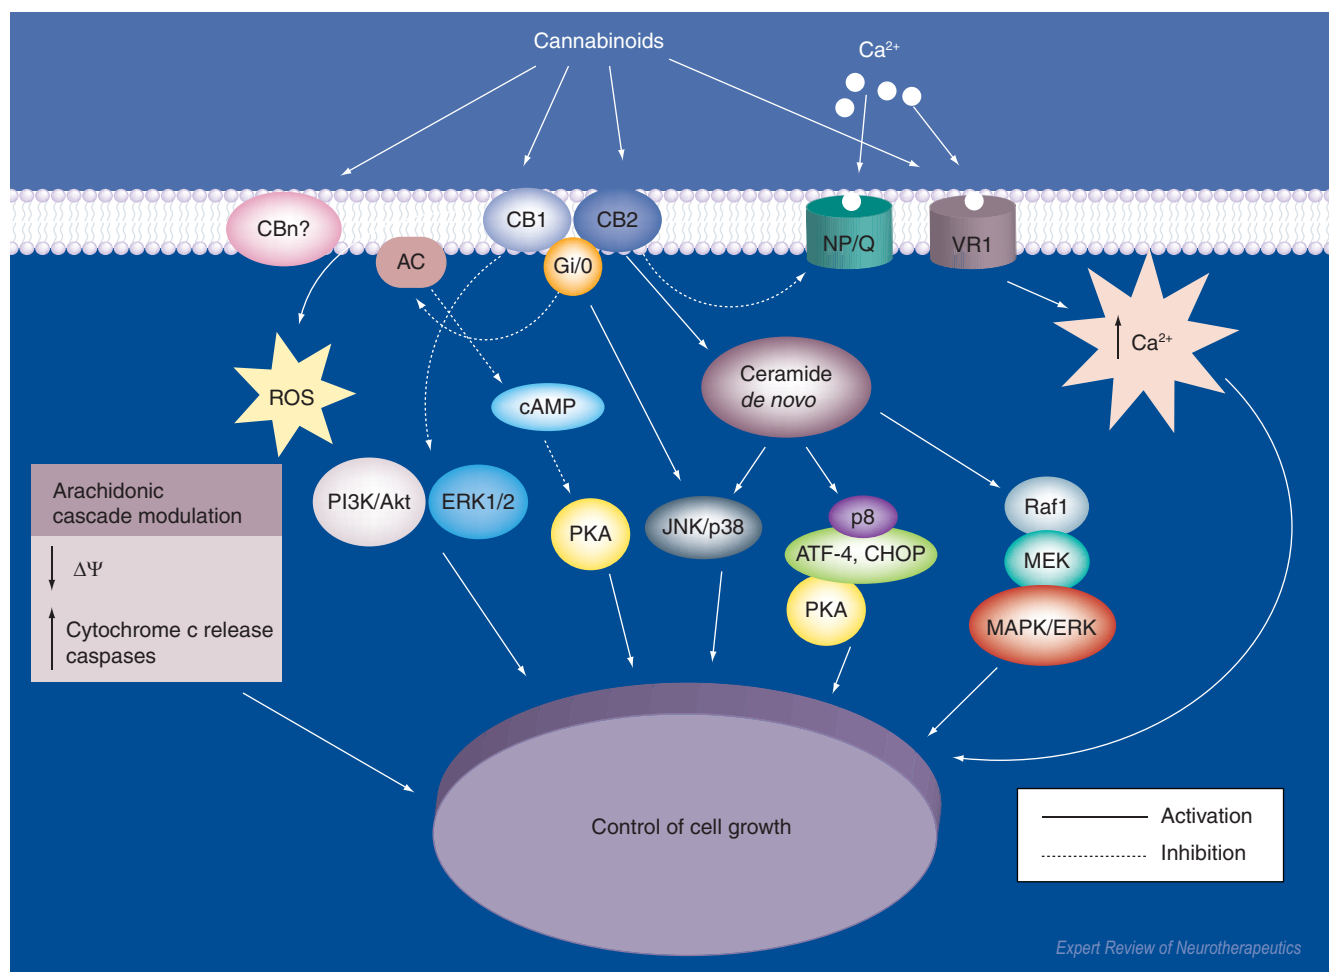 Cannabinoids
Ca²⁺
CBn?
AC
CB1
CB2
Gi/0
NP/Q
VR1
Ca²⁺
ROS
cAMP
Ceramide
de novo
Arachidonic
cascade modulation
ΔΨ
Cytochrome c release
caspases
PI3K/Akt
ERK1/2
PKA
JNK/p38
p8
ATF-4, CHOP
PKA
Raf1
MEK
MAPK/ERK
Control of cell growth
Activation
Inhibition
Expert Review of Neurotherapeutics